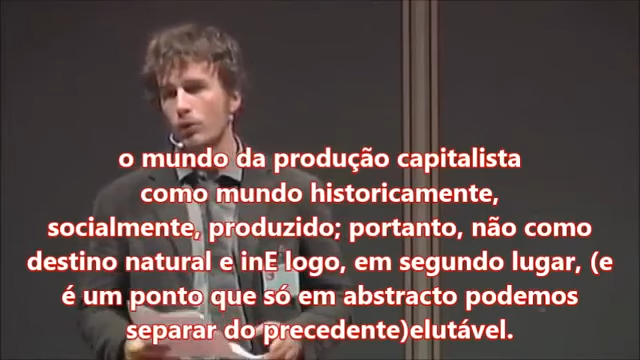 o mundo da produção capitalista
como mundo historicamente,
socialmente, produzido; portanto, não como
destino natural e inE logo, em segundo lugar, (e
é um ponto que só em abstracto podemos
separar do precedente)elutável.